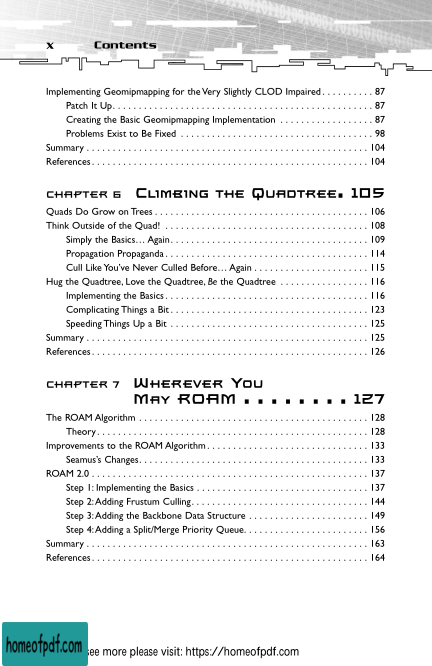 x Contents
Implementing Geomipmapping for the Very Slightly CLOD Impaired . . . . . . . . . . 87
Patch It Up. . . . . . . . . . . . . . . . . . . . . . . . . . . . . . . . . . . . . . . . . . . . . . . . . . 87
Creating the Basic Geomipmapping Implementation . . . . . . . . . . . . . . . . . . 87
Problems Exist to Be Fixed . . . . . . . . . . . . . . . . . . . . . . . . . . . . . . . . . . . . . 98
Summary . . . . . . . . . . . . . . . . . . . . . . . . . . . . . . . . . . . . . . . . . . . . . . . . . . . . . . 104
References . . . . . . . . . . . . . . . . . . . . . . . . . . . . . . . . . . . . . . . . . . . . . . . . . . . . . 104
CHAPTER 6 CLIMBING THE QUADTREE. 105
Quads Do Grow on Trees . . . . . . . . . . . . . . . . . . . . . . . . . . . . . . . . . . . . . . . . . 106
Think Outside of the Quad! . . . . . . . . . . . . . . . . . . . . . . . . . . . . . . . . . . . . . . . 108
Simply the Basics… Again . . . . . . . . . . . . . . . . . . . . . . . . . . . . . . . . . . . . . . 109
Propagation Propaganda . . . . . . . . . . . . . . . . . . . . . . . . . . . . . . . . . . . . . . . 114
Cull Like You've Never Culled Before… Again . . . . . . . . . . . . . . . . . . . . . . 115
Hug the Quadtree, Love the Quadtree, Be the Quadtree . . . . . . . . . . . . . . . . . 116
Implementing the Basics . . . . . . . . . . . . . . . . . . . . . . . . . . . . . . . . . . . . . . . 116
Complicating Things a Bit . . . . . . . . . . . . . . . . . . . . . . . . . . . . . . . . . . . . . . 123
Speeding Things Up a Bit . . . . . . . . . . . . . . . . . . . . . . . . . . . . . . . . . . . . . . 125
Summary . . . . . . . . . . . . . . . . . . . . . . . . . . . . . . . . . . . . . . . . . . . . . . . . . . . . . . 125
References . . . . . . . . . . . . . . . . . . . . . . . . . . . . . . . . . . . . . . . . . . . . . . . . . . . . . 126
CHAPTER 7 WHEREVER YOU
MAY ROAM . . . . . . . . 127
The ROAM Algorithm . . . . . . . . . . . . . . . . . . . . . . . . . . . . . . . . . . . . . . . . . . . . 128
Theory . . . . . . . . . . . . . . . . . . . . . . . . . . . . . . . . . . . . . . . . . . . . . . . . . . . . 128
Improvements to the ROAM Algorithm . . . . . . . . . . . . . . . . . . . . . . . . . . . . . . . 133
Seamus's Changes. . . . . . . . . . . . . . . . . . . . . . . . . . . . . . . . . . . . . . . . . . . . 133
ROAM 2.0 . . . . . . . . . . . . . . . . . . . . . . . . . . . . . . . . . . . . . . . . . . . . . . . . . . . . . 137
Step 1: Implementing the Basics . . . . . . . . . . . . . . . . . . . . . . . . . . . . . . . . . 137
Step 2: Adding Frustum Culling. . . . . . . . . . . . . . . . . . . . . . . . . . . . . . . . . . 144
Step 3: Adding the Backbone Data Structure . . . . . . . . . . . . . . . . . . . . . . . 149
Step 4: Adding a Split/Merge Priority Queue. . . . . . . . . . . . . . . . . . . . . . . . 156
Summary . . . . . . . . . . . . . . . . . . . . . . . . . . . . . . . . . . . . . . . . . . . . . . . . . . . . . . 163
References . . . . . . . . . . . . . . . . . . . . . . . . . . . . . . . . . . . . . . . . . . . . . . . . . . . . . 164
homeofpdf.com see more please visit: https://homeofpdf.com